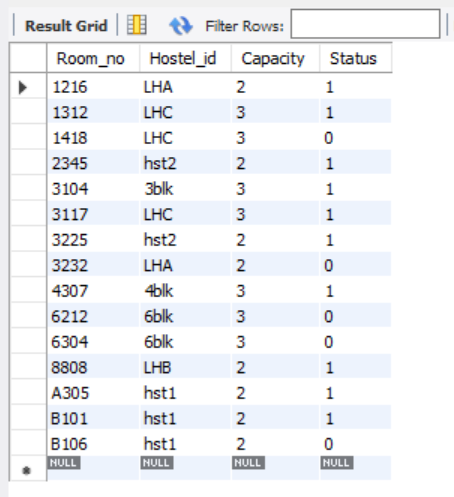 Result Grid Filter Rows:
Room_no Hostel_id Capacity Status
1216 LHA 2 1
1312 LHC 3 1
1418 LHC 3 0
2345 hst2 2 1
3104 3blk 3 1
3117 LHC 3 1
3225 hst2 2 1
3232 LHA 2 0
4307 4blk 3 1
6212 6blk 3 0
6304 6blk 3 0
8808 LHB 2 1
A305 hst1 2 1
B101 hst1 2 1
B106 hst1 2 0
NULL NULL NULL NULL